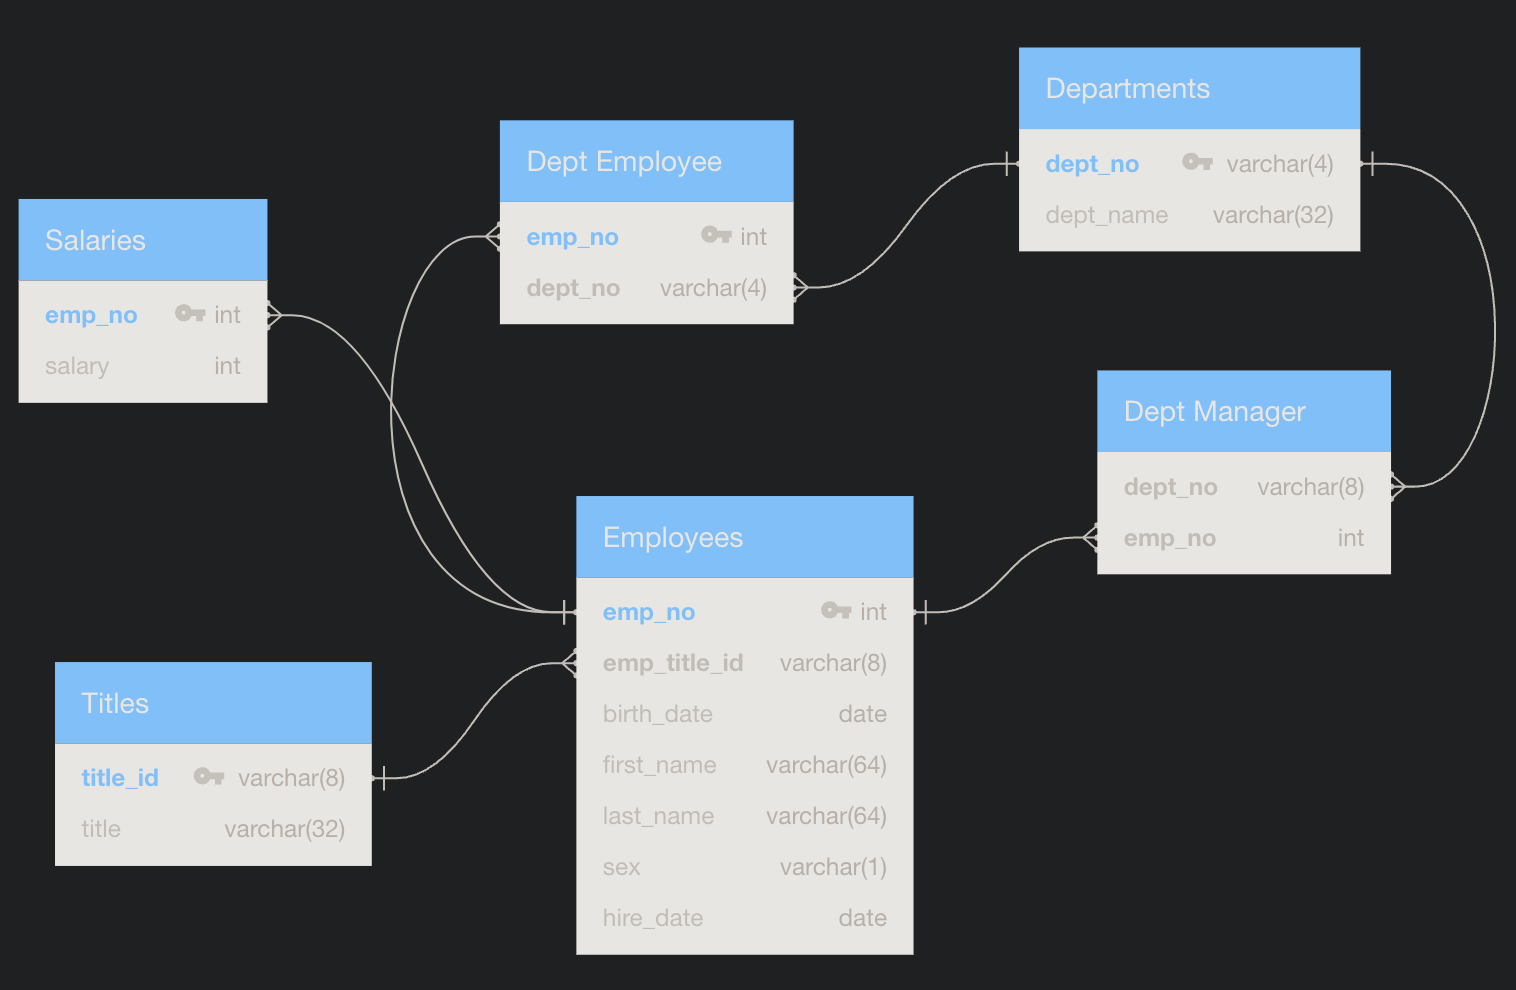 Departments
dept_no varchar(4)
dept_name varchar(32)
Dept Employee
emp_no int
dept_no varchar(4)
Salaries
emp_no int
salary int
Dept Manager
dept_no varchar(8)
emp_no int
Employees
emp_no int
emp_title_id varchar(8)
birth_date date
first_name varchar(64)
last_name varchar(64)
sex varchar(1)
hire_date date
Titles
title_id varchar(8)
title varchar(32)